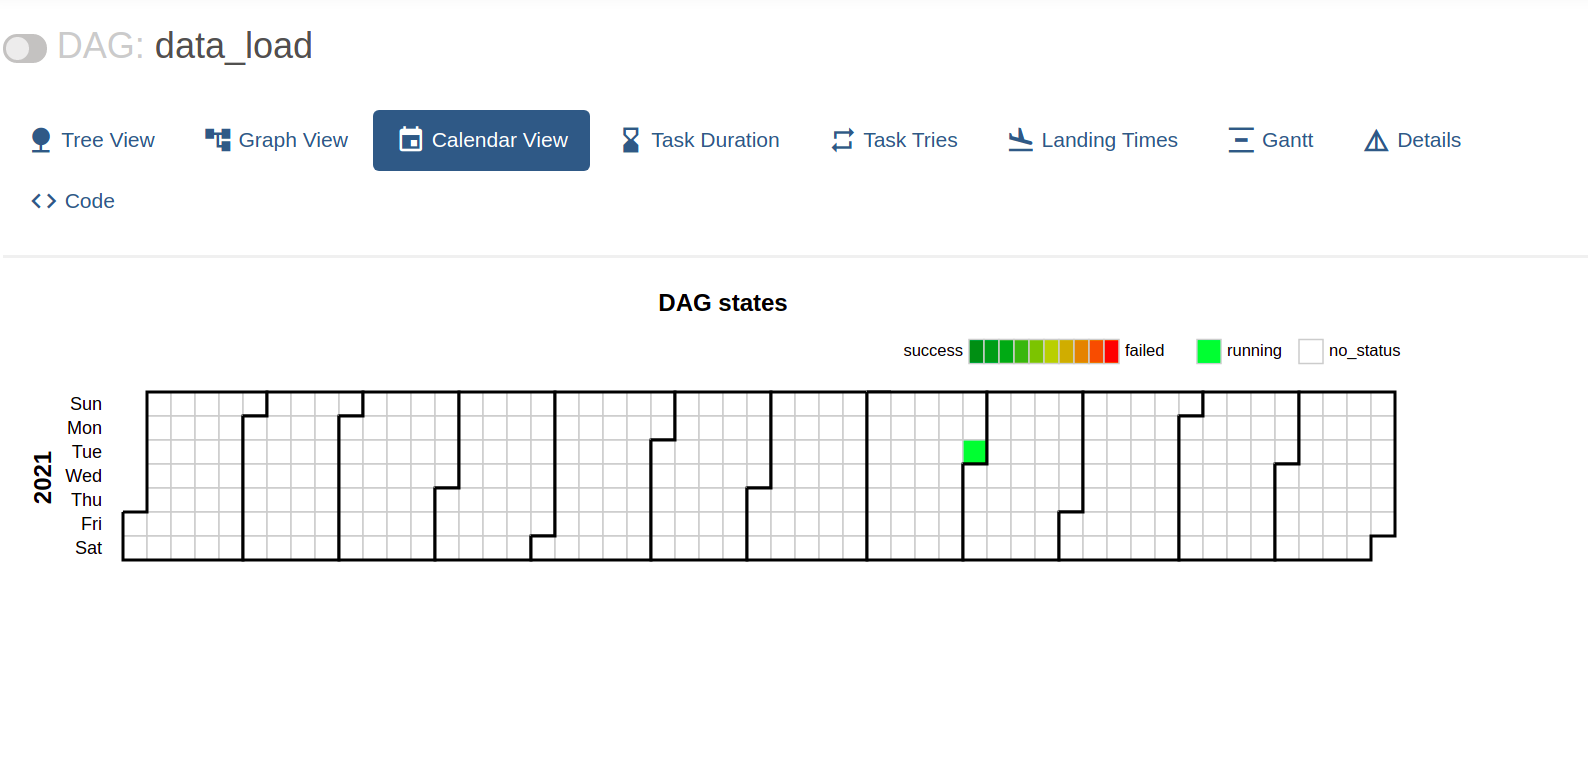 DAG: data_load
Tree View Graph View Calendar View Task Duration Task Tries Landing Times Gantt Details
Code
DAG states
success failed running no_status
2021
Sun
Mon
Tue
Wed
Thu
Fri
Sat